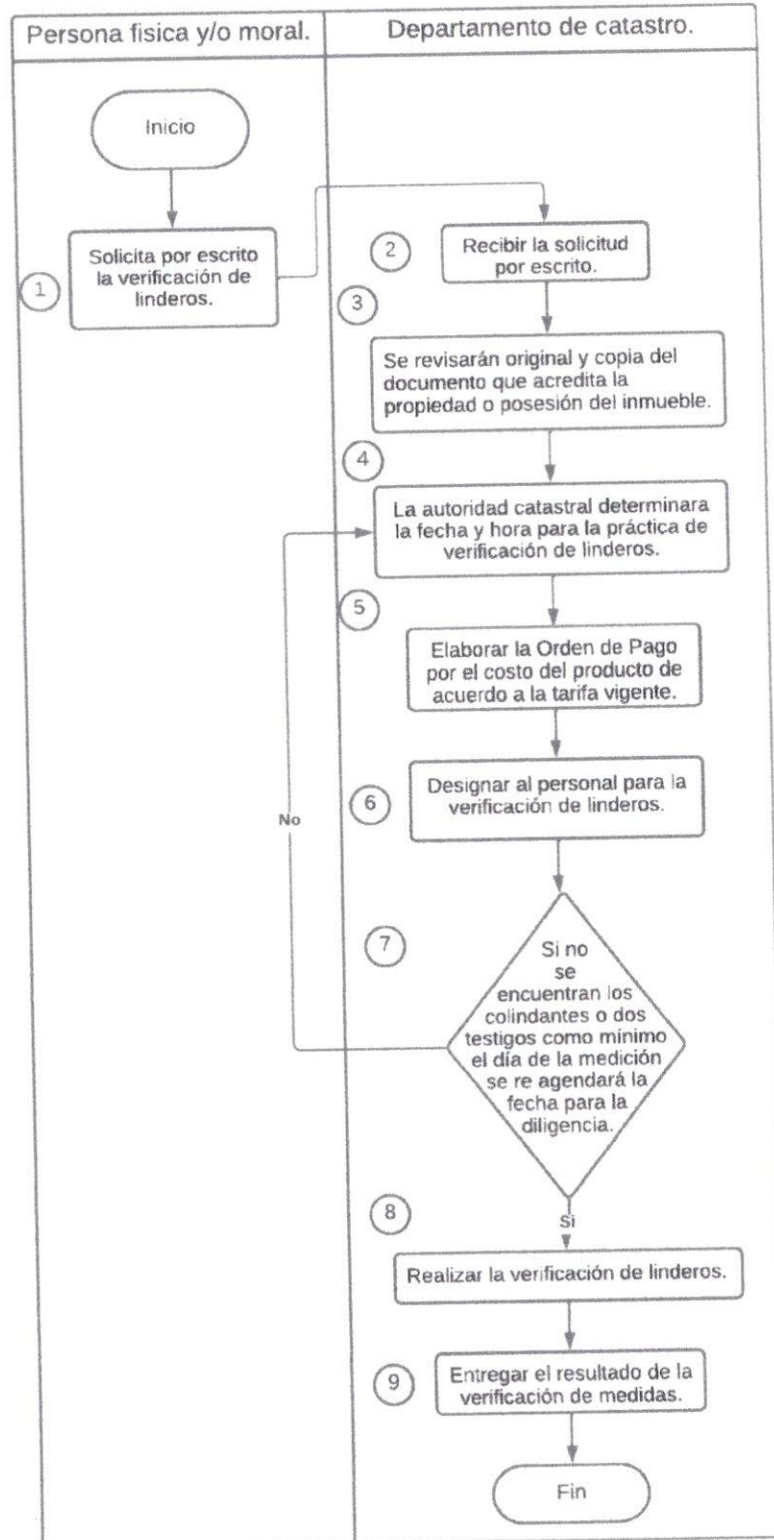 Persona fisica y/o moral.
Departamento de catastro.
Inicio
1
Solicita por escrito
la verificación de
linderos.
2
Recibir la solicitud
por escrito.
3
Se revisarán original y copia del
documento que acredita la
propiedad o posesión del inmueble.
4
La autoridad catastral determinara
la fecha y hora para la práctica de
verificación de linderos.
5
Elaborar la Orden de Pago
por el costo del producto de
acuerdo a la tarifa vigente.
6
Designar al personal para la
verificación de linderos.
No
7
Si no
se
encuentran los
colindantes o dos
testigos como mínimo
el día de la medición
se re agendará la
fecha para la
diligencia.
Si
8
Realizar la verificación de linderos.
9
Entregar el resultado de la
verificación de medidas.
Fin